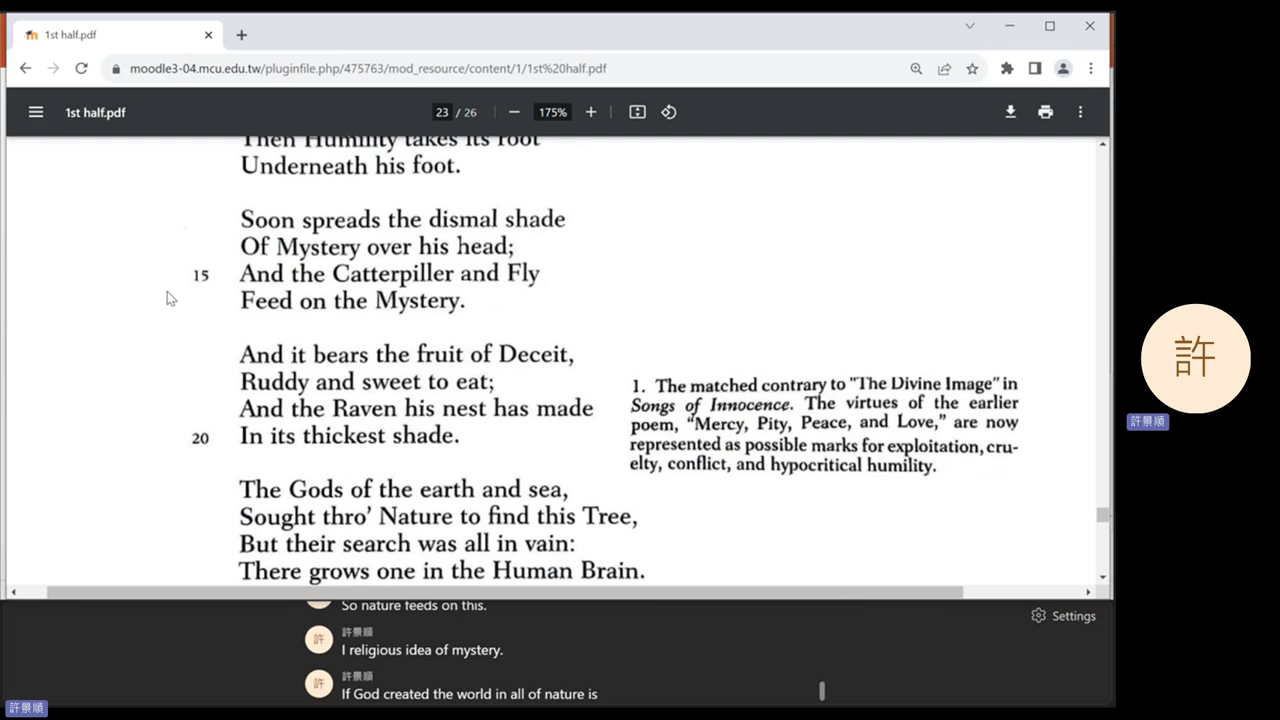 1st half.pdf
moodle3-04.mcu.edu.tw/pluginfile.php/475763/mod_resource/content/1/1st%20half.pdf
1st half.pdf
23 / 26
175%
Then Humility takes its root
Underneath his foot.
Soon spreads the dismal shade
Of Mystery over his head;
15 And the Catterpiller and Fly
Feed on the Mystery.
And it bears the fruit of Deceit,
Ruddy and sweet to eat;
And the Raven his nest has made
20 In its thickest shade.
The Gods of the earth and sea,
Sought thro' Nature to find this Tree,
But their search was all in vain:
There grows one in the Human Brain.
1. The matched contrary to "The Divine Image" in
Songs of Innocence. The virtues of the earlier
poem, "Mercy, Pity, Peace, and Love," are now
represented as possible marks for exploitation, cru-
elty, conflict, and hypocritical humility.
So nature feeds on this.
許
許景順
I religious idea of mystery.
許
許景順
If God created the world in all of nature is
Settings
許
許景順
許景順